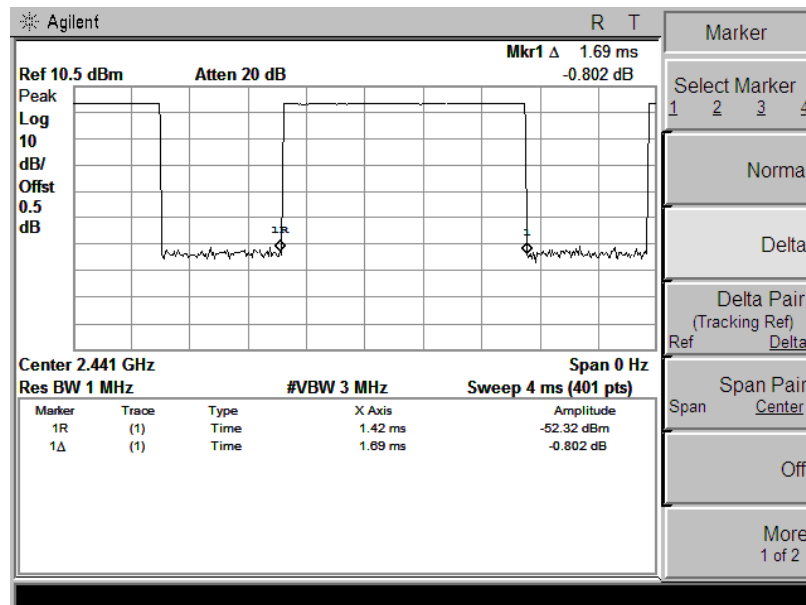 Agilent R T
Mkr1 Δ 1.69 ms
Ref 10.5 dBm Atten 20 dB -0.802 dB
Peak
Log
10
dB/
Offst
0.5
dB
1R
1
Center 2.441 GHz Span 0 Hz
Res BW 1 MHz #VBW 3 MHz Sweep 4 ms (401 pts)
Marker Trace Type X Axis Amplitude
1R (1) Time 1.42 ms -52.32 dBm
1Δ (1) Time 1.69 ms -0.802 dB
Marker
Select Marker
1 2 3 4
Norma
Delta
Delta Pair
(Tracking Ref)
Ref Delta
Span Pair
Span Center
Off
More
1 of 2